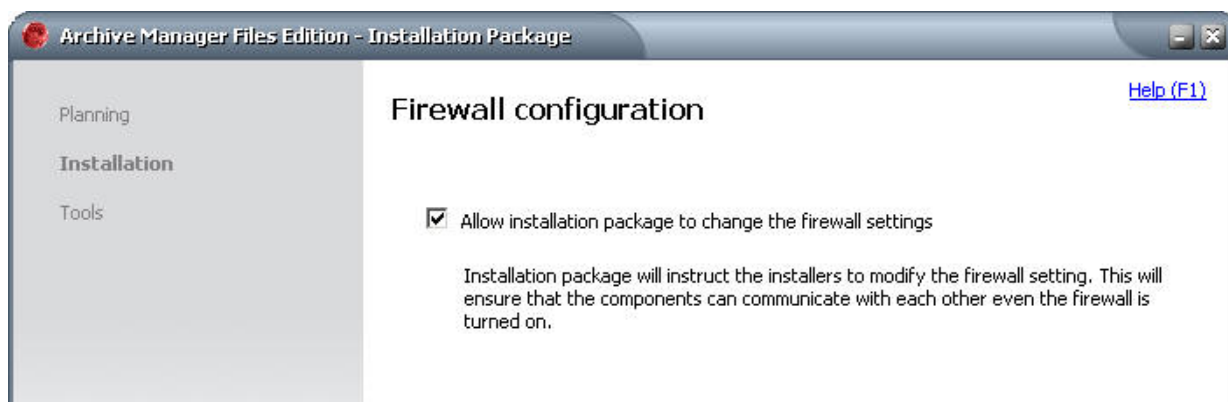 Archive Manager Files Edition - Installation Package
Help (F1)
Planning
Installation
Tools
Firewall configuration
Allow installation package to change the firewall settings
Installation package will instruct the installers to modify the firewall setting. This will
ensure that the components can communicate with each other even the firewall is
turned on.